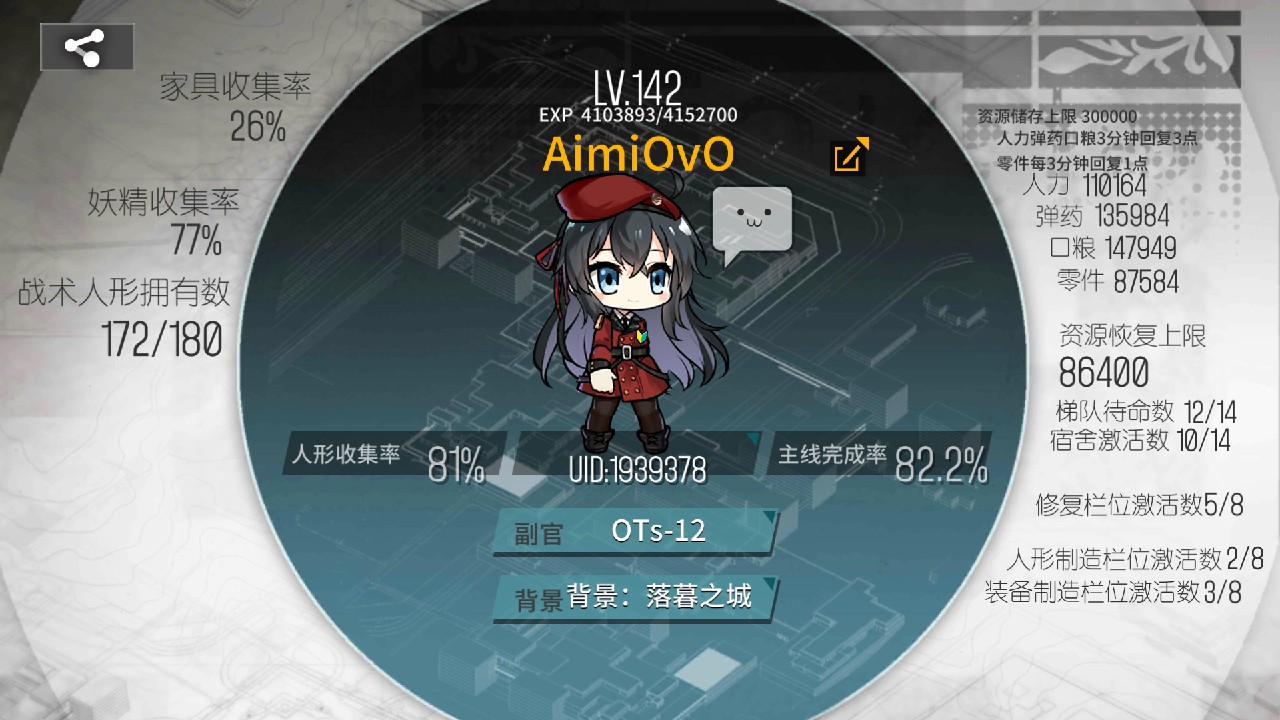 家具收集率
26%
妖精收集率
77%
战术人形拥有数
172/180
LV.142
EXP 4103893/4152700
AimiOvO
人形收集率 81%
UID:1939378
主线完成率 82.2%
副官 OTs-12
背景 背景：落暮之城
资源储存上限 300000
人力弹药口粮3分钟回复3点
零件每3分钟回复1点
人力 110164
弹药 135984
口粮 147949
零件 87584
资源恢复上限
86400
梯队待命数 12/14
宿舍激活数 10/14
修复栏位激活数5/8
人形制造栏位激活数2/8
装备制造栏位激活数3/8